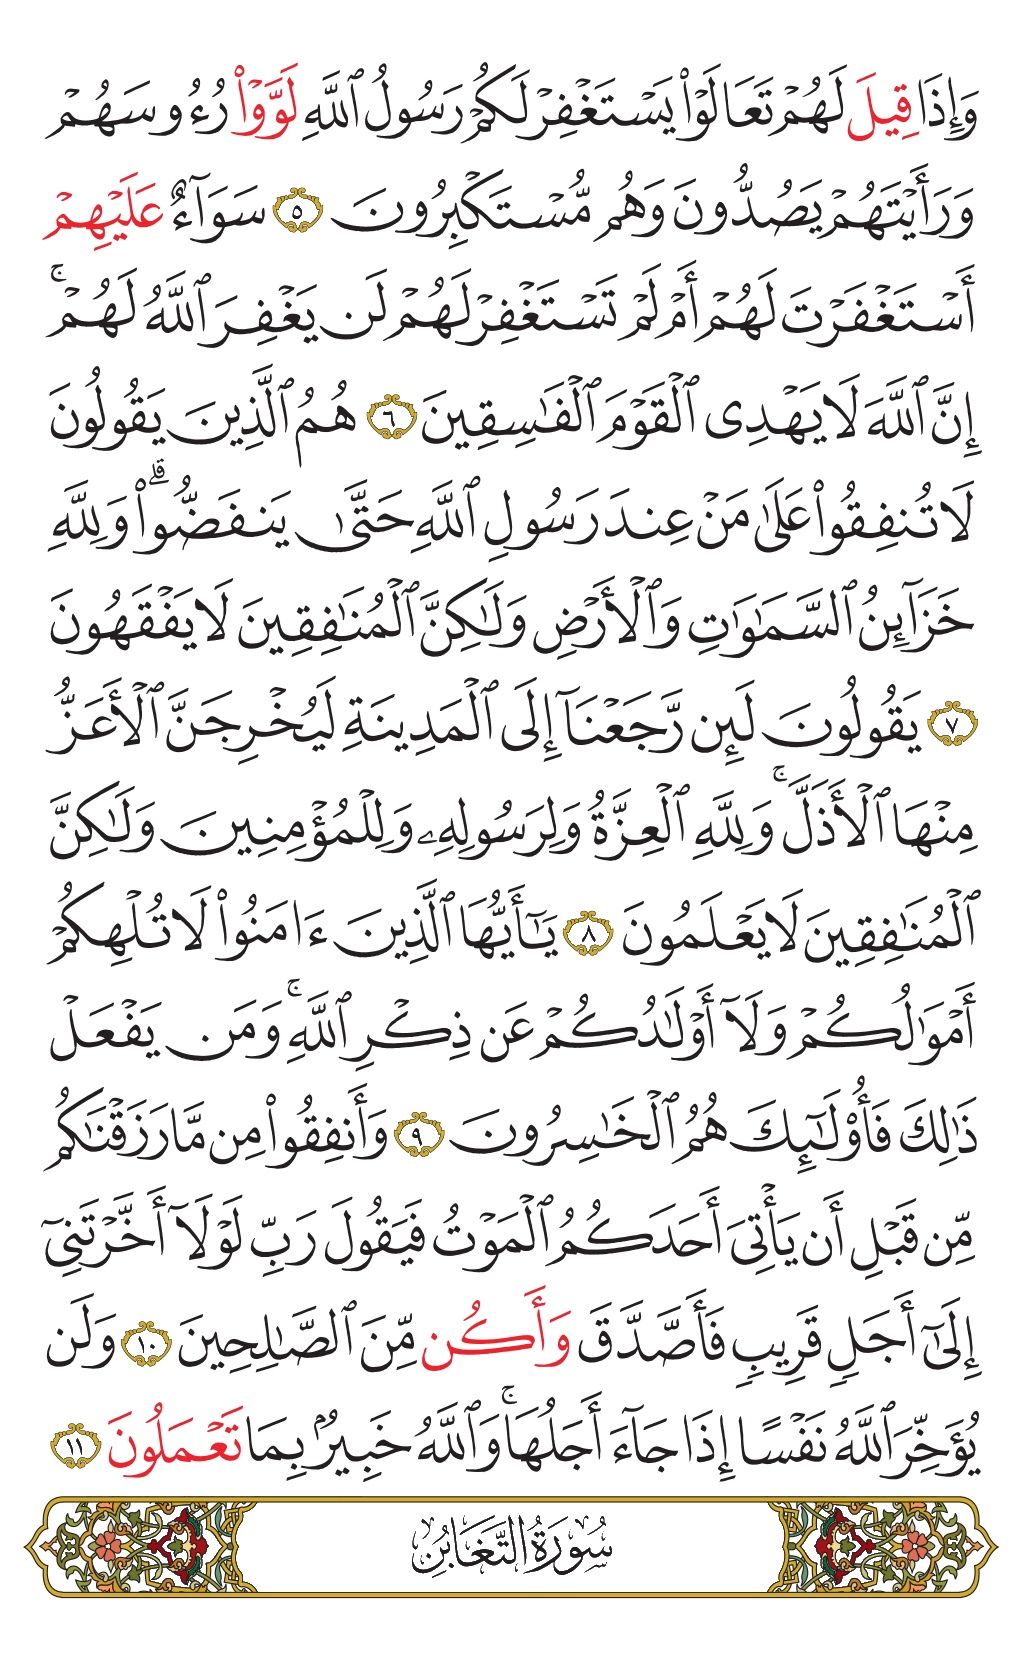 وَإِذَا قِيلَ لَهُمۡ تَعَالَوۡاْ يَسۡتَغۡفِرۡ لَكُمۡ رَسُولُ ٱللَّهِ لَوَّوۡاْ رُءُوسَهُمۡ
وَرَأَيۡتَهُمۡ يَصُدُّونَ وَهُم مُّسۡتَكۡبِرُونَ ٥ سَوَآءٌ عَلَيۡهِمۡ
أَسۡتَغۡفَرۡتَ لَهُمۡ أَمۡ لَمۡ تَسۡتَغۡفِرۡ لَهُمۡ لَن يَغۡفِرَ ٱللَّهُ لَهُمۡۚ
إِنَّ ٱللَّهَ لَا يَهۡدِي ٱلۡقَوۡمَ ٱلۡفَٰسِقِينَ ٦ هُمُ ٱلَّذِينَ يَقُولُونَ
لَا تُنفِقُواْ عَلَىٰ مَنۡ عِندَ رَسُولِ ٱللَّهِ حَتَّىٰ يَنفَضُّواْۗ وَلِلَّهِ
خَزَآئِنُ ٱلسَّمَٰوَٰتِ وَٱلۡأَرۡضِ وَلَٰكِنَّ ٱلۡمُنَٰفِقِينَ لَا يَفۡقَهُونَ
٧ يَقُولُونَ لَئِن رَّجَعۡنَآ إِلَى ٱلۡمَدِينَةِ لَيُخۡرِجَنَّ ٱلۡأَعَزُّ
مِنۡهَا ٱلۡأَذَلَّۚ وَلِلَّهِ ٱلۡعِزَّةُ وَلِرَسُولِهِۦ وَلِلۡمُؤۡمِنِينَ وَلَٰكِنَّ
ٱلۡمُنَٰفِقِينَ لَا يَعۡلَمُونَ ٨ يَٰٓأَيُّهَا ٱلَّذِينَ ءَامَنُواْ لَا تُلۡهِكُمۡ
أَمۡوَٰلُكُمۡ وَلَآ أَوۡلَٰدُكُمۡ عَن ذِكۡرِ ٱللَّهِۚ وَمَن يَفۡعَلۡ
ذَٰلِكَ فَأُوْلَٰٓئِكَ هُمُ ٱلۡخَٰسِرُونَ ٩ وَأَنفِقُواْ مِن مَّا رَزَقۡنَٰكُم
مِّن قَبۡلِ أَن يَأۡتِيَ أَحَدَكُمُ ٱلۡمَوۡتُ فَيَقُولَ رَبِّ لَوۡلَآ أَخَّرۡتَنِيٓ
إِلَىٰٓ أَجَلٖ قَرِيبٖ فَأَصَّدَّقَ وَأَكُن مِّنَ ٱلصَّٰلِحِينَ ١٠ وَلَن
يُؤَخِّرَ ٱللَّهُ نَفۡسًا إِذَا جَآءَ أَجَلُهَاۚ وَٱللَّهُ خَبِيرُۢ بِمَا تَعۡمَلُونَ ١١
سُورَةُ التَّغَابُنِ